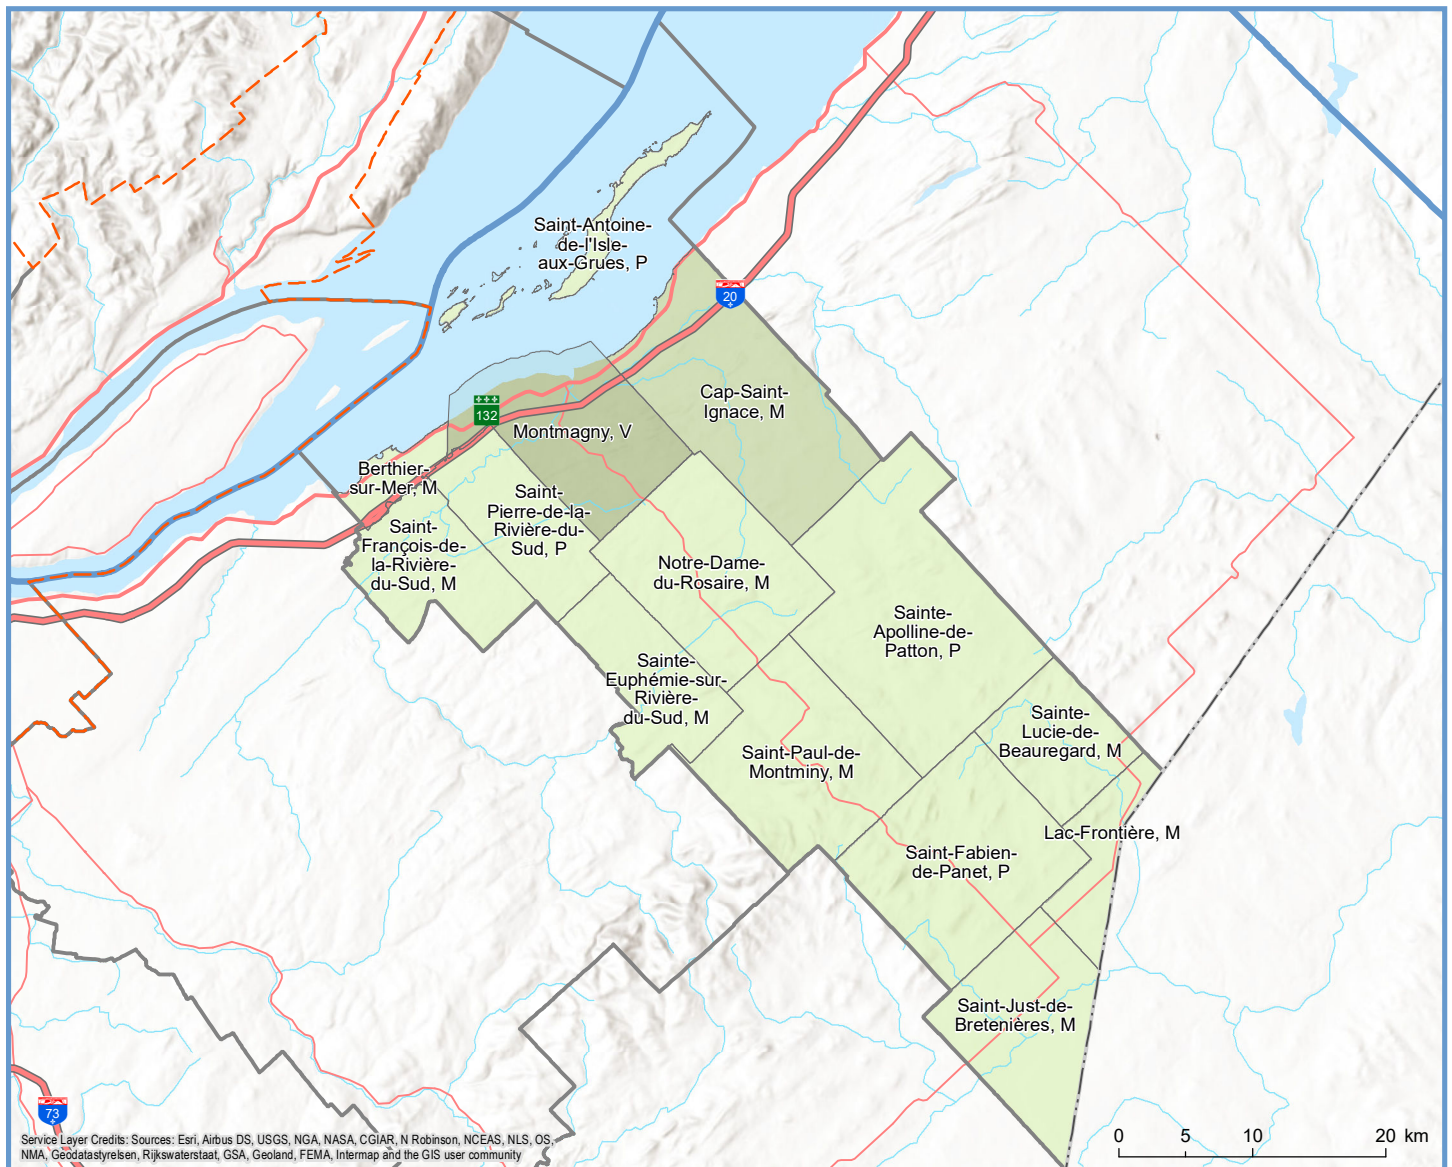 Saint-Antoine-
de-l'Isle-
aux-Grues, P
20
Cap-Saint-
Ignace, M
132
Montmagny, V
Berthier-
sur-Mer, M
Saint-
Pierre-de-la-
Rivière-du-
Sud, P
Saint-
François-de-
la-Rivière-
du-Sud, M
Notre-Dame-
du-Rosaire, M
Sainte-
Apolline-de-
Patton, P
Sainte-
Euphémie-sur-
Rivière-
du-Sud, M
Sainte-
Lucie-de-
Beauregard, M
Saint-Paul-de-
Montminy, M
Lac-Frontière, M
Saint-Fabien-
de-Panet, P
Saint-Just-de-
Bretenières, M
73
0 5 10 20 km
Service Layer Credits: Sources: Esri, Airbus DS, USGS, NGA, NASA, CGIAR, N Robinson, NCEAS, NLS, OS,
NMA, Geodatastyrelsen, Rijkswaterstaat, GSA, Geoland, FEMA, Intermap and the GIS user community